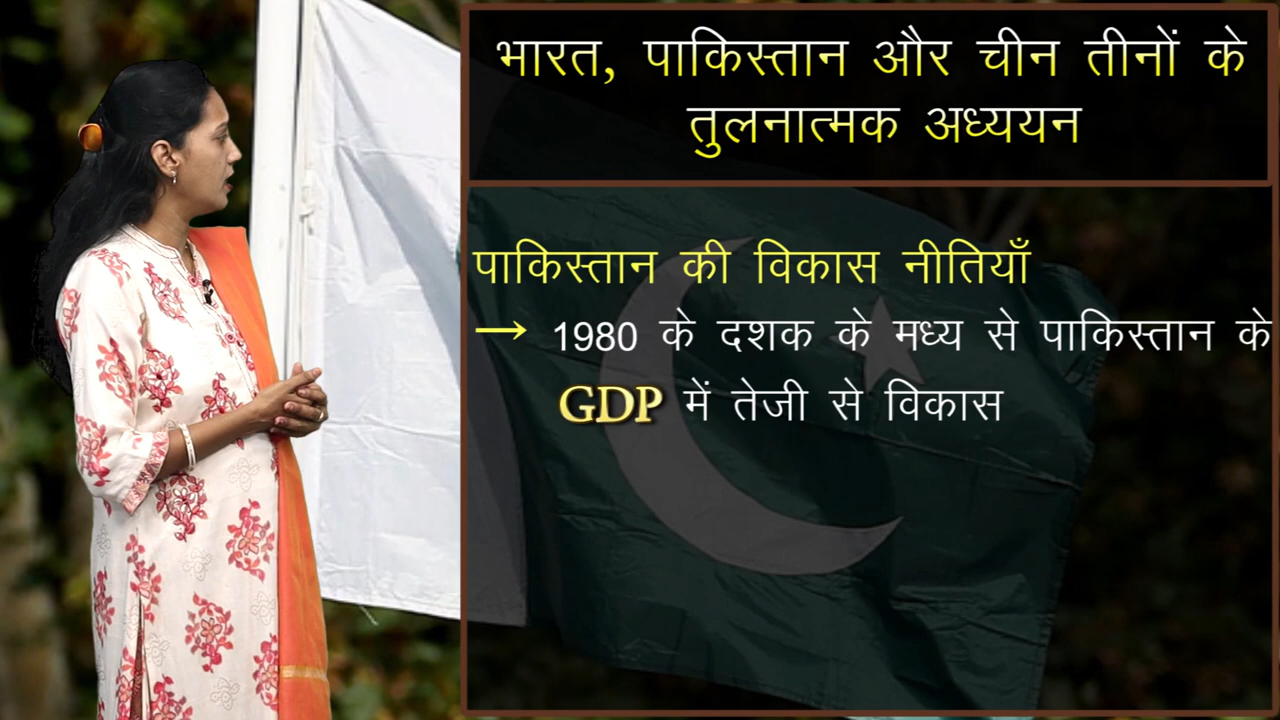 भारत, पाकिस्तान और चीन तीनों के
तुलनात्मक अध्ययन
पाकिस्तान की विकास नीतियाँ
→ 1980 के दशक के मध्य से पाकिस्तान के
GDP में तेजी से विकास